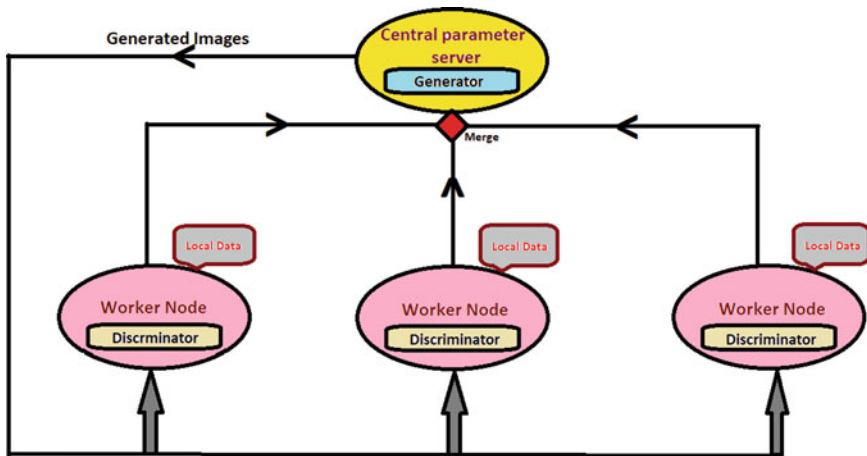 Generated Images
Central parameter
server
Generator
Merge
Local Data
Local Data
Local Data
Worker Node
Worker Node
Worker Node
Discrminator
Discriminator
Discriminator